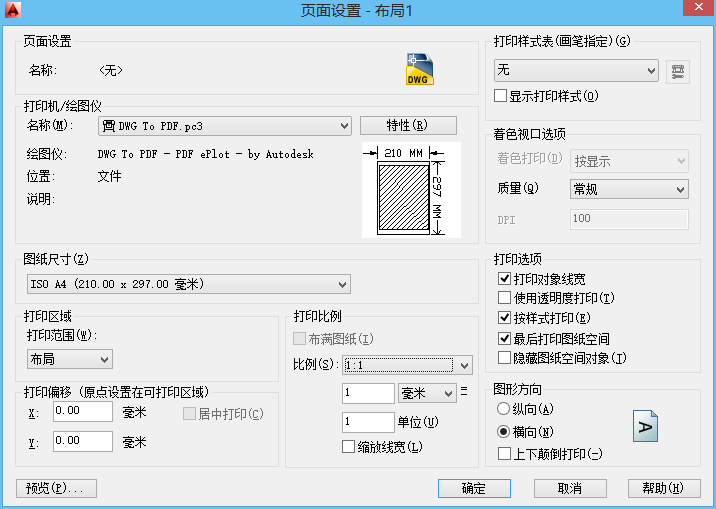 页面设置 - 布局1
页面设置
名称: <无>
DWG
打印机/绘图仪
名称(M): DWG To PDF.pc3 特性(R)
绘图仪: DWG To PDF - PDF ePlot - by Autodesk
位置: 文件
说明:
210 MM
297 MM
图纸尺寸(Z)
ISO A4 (210.00 x 297.00 毫米)
打印区域
打印范围(W):
布局
打印偏移 (原点设置在可打印区域)
X: 0.00 毫米 居中打印(C)
Y: 0.00 毫米
打印比例
布满图纸(I)
比例(S): 1:1
1 毫米 =
1 单位(U)
缩放线宽(L)
打印样式表(画笔指定)(G)
无
显示打印样式(O)
着色视口选项
着色打印(D) 按显示
质量(Q) 常规
DPI 100
打印选项
打印对象线宽
使用透明度打印(T)
按样式打印(E)
最后打印图纸空间
隐藏图纸空间对象(J)
图形方向
纵向(A)
横向(N)
上下颠倒打印(-)
A
预览(P)... 确定 取消 帮助(H)